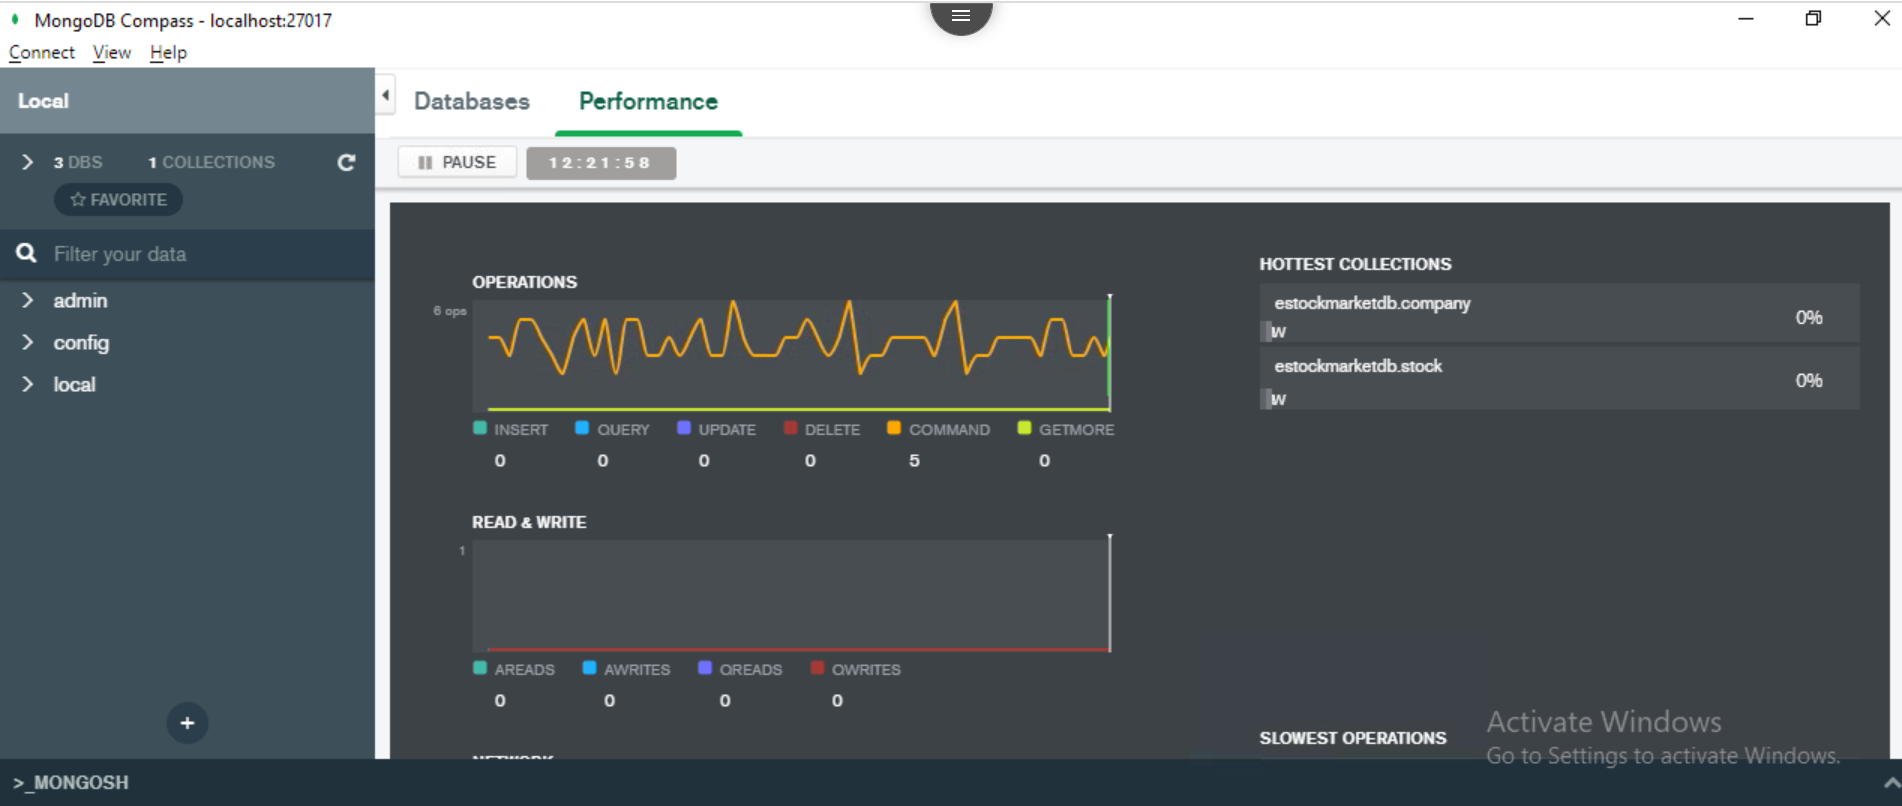 MongoDB Compass - localhost:27017
Connect View Help
Local
3 DBS 1 COLLECTIONS
FAVORITE
Filter your data
admin
config
local
Databases Performance
PAUSE 12:21:58
OPERATIONS
6 ops
INSERT QUERY UPDATE DELETE COMMAND GETMORE
0 0 0 0 5 0
READ & WRITE
1
AREADS AWRITES QREADS QWRITES
0 0 0 0
NETWORK
HOTTEST COLLECTIONS
estockmarketdb.company
0%
W
estockmarketdb.stock
0%
W
SLOWEST OPERATIONS
Activate Windows
Go to Settings to activate Windows.
>_MONGOSH